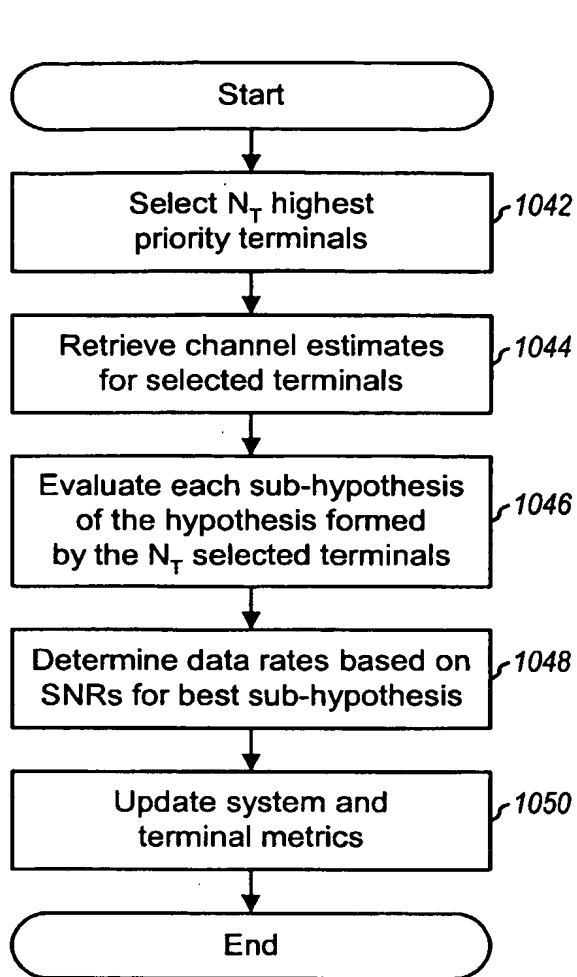 Start
Select N_T highest
priority terminals
1042
Retrieve channel estimates
for selected terminals
1044
Evaluate each sub-hypothesis
of the hypothesis formed
by the N_T selected terminals
1046
Determine data rates based on
SNRs for best sub-hypothesis
1048
Update system and
terminal metrics
1050
End